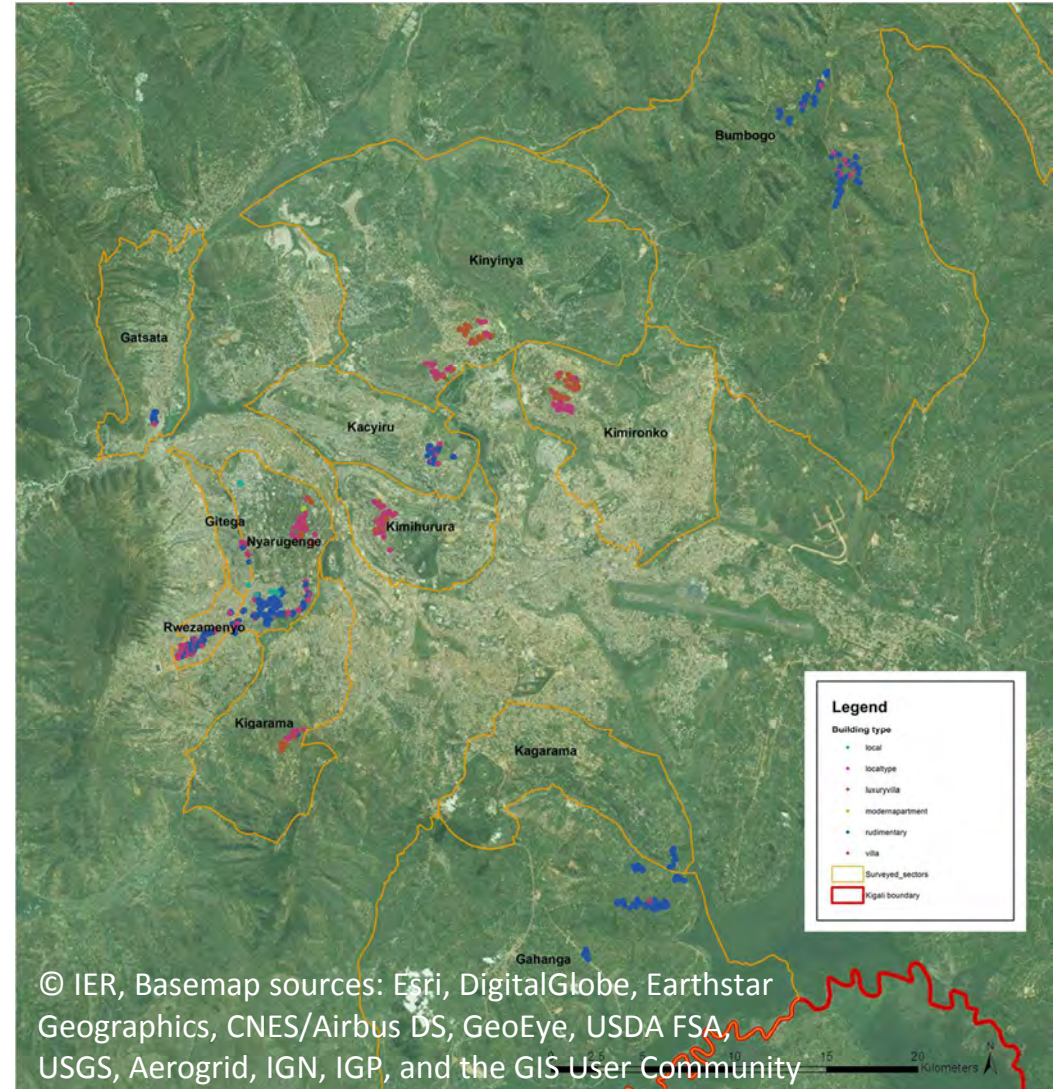 Bumbogo
Kinyinya
Gatsata
Kacyiru
Kimironko
Gitega
Kimihurura
Nyarugenge
Rwezamenyo
Kigarama
Kagarama
Gahanga
Legend
Building type
local
localtype
luxuryvilla
modernapartment
rudimentary
villa
Surveyed_sectors
Kigali boundary
© IER, Basemap sources: Esri, DigitalGlobe, Earthstar
Geographics, CNES/Airbus DS, GeoEye, USDA FSA,
USGS, Aerogrid, IGN, IGP, and the GIS User Community
0 2.5 10 15 20
Kilometers
N